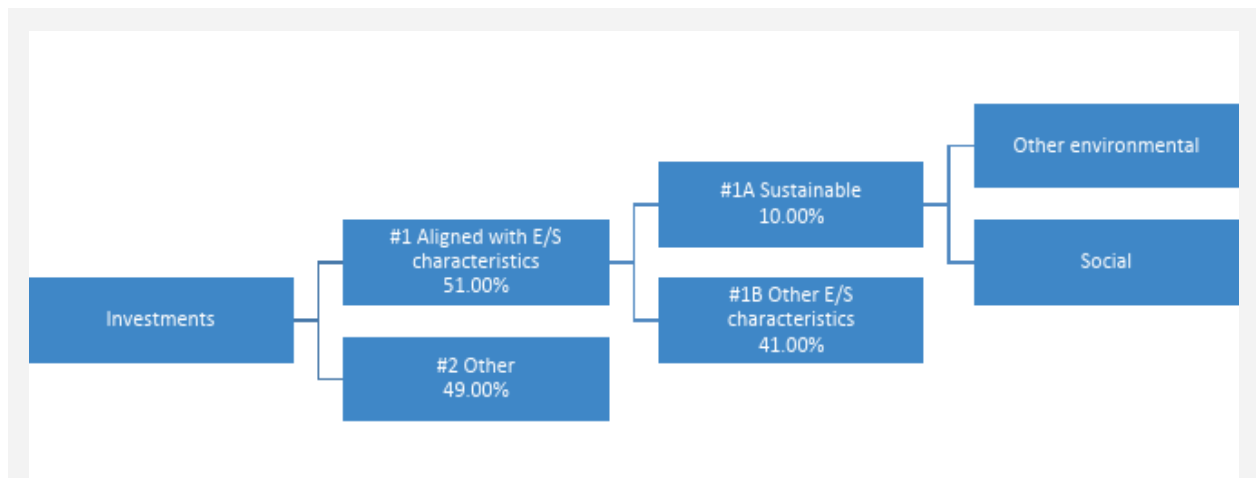 Investments
#1 Aligned with E/S
characteristics
51.00%
#2 Other
49.00%
#1A Sustainable
10.00%
#1B Other E/S
characteristics
41.00%
Other environmental
Social